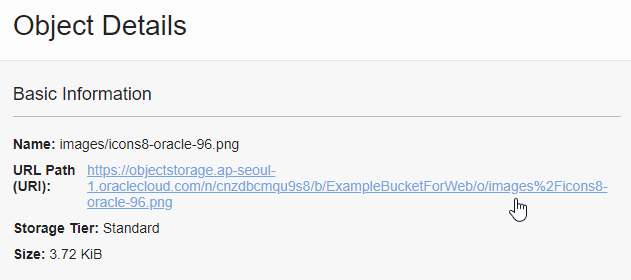 Object Details
Basic Information
Name: images/icons8-oracle-96.png
URL Path (URI): https://objectstorage.ap-seoul-
1.oraclecloud.com/n/cnzdbcmqu9s8/b/ExampleBucketForWeb/o/images%2Ficons8-
oracle-96.png
Storage Tier: Standard
Size: 3.72 KiB